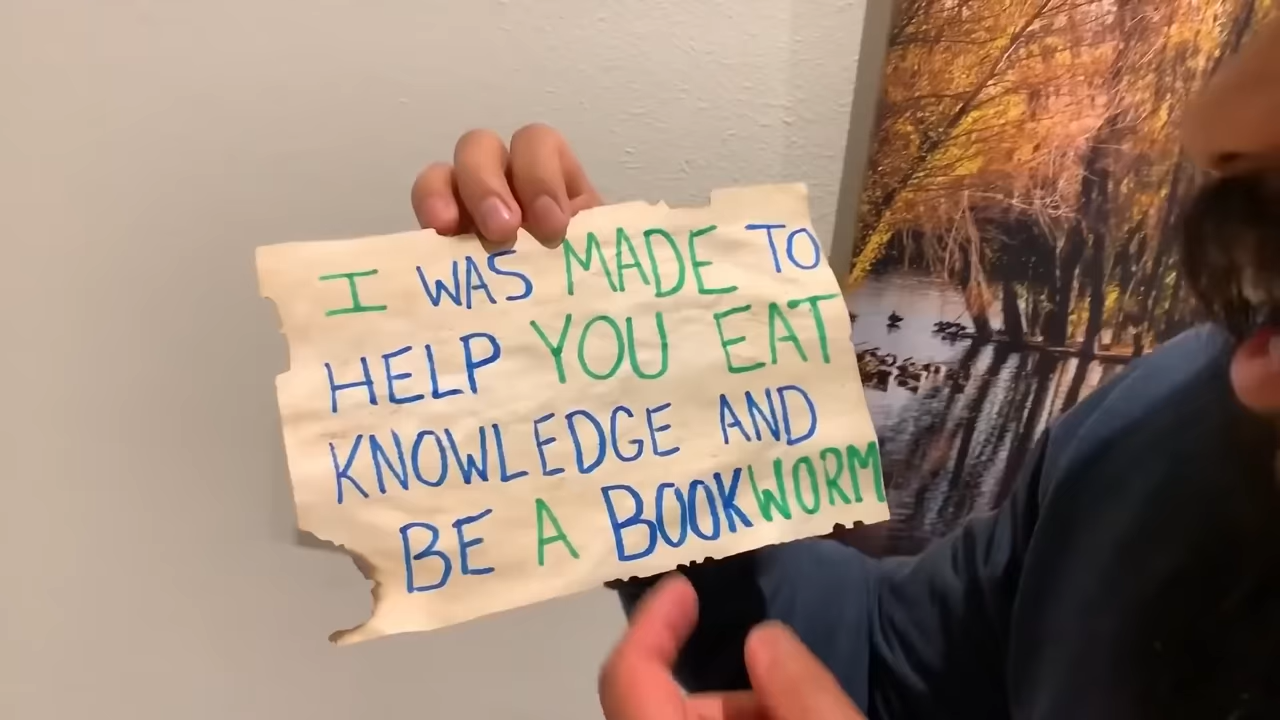 I WAS MADE TO
HELP YOU EAT
KNOWLEDGE AND
BE A BOOKWORM